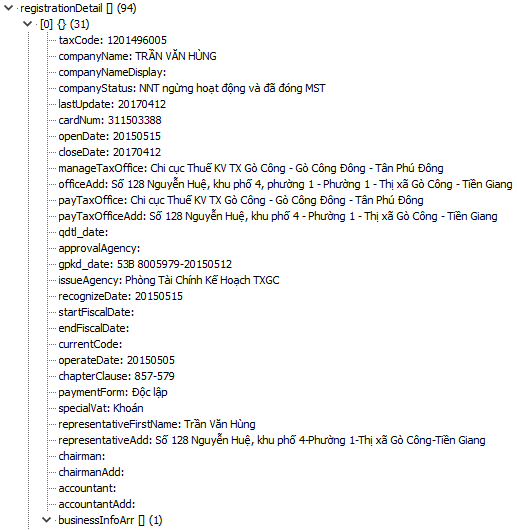 registrationDetail [] (94)
[0] {} (31)
taxCode: 1201496005
companyName: TRẦN VĂN HÙNG
companyNameDisplay:
companyStatus: NNT ngừng hoạt động và đã đóng MST
lastUpdate: 20170412
cardNum: 311503388
openDate: 20150515
closeDate: 20170412
manageTaxOffice: Chi cục Thuế KV TX Gò Công - Gò Công Đông - Tân Phú Đông
officeAdd: Số 128 Nguyễn Huệ, khu phố 4, phường 1 - Phường 1 - Thị xã Gò Công - Tiền Giang
payTaxOffice: Chi cục Thuế KV TX Gò Công - Gò Công Đông - Tân Phú Đông
payTaxOfficeAdd: Số 128 Nguyễn Huệ, khu phố 4 - Phường 1 - Thị xã Gò Công - Tiền Giang
qdtl_date:
approvalAgency:
gpkd_date: 53B 8005979-20150512
issueAgency: Phòng Tài Chính Kế Hoạch TXGC
recognizeDate: 20150515
startFiscalDate:
endFiscalDate:
currentCode:
operateDate: 20150505
chapterClause: 857-579
paymentForm: Độc lập
specialVat: Khoán
representativeFirstName: Trần Văn Hùng
representativeAdd: Số 128 Nguyễn Huệ, khu phố 4-Phường 1-Thị xã Gò Công-Tiền Giang
chairman:
chairmanAdd:
accountant:
accountantAdd:
businessInfoArr [] (1)